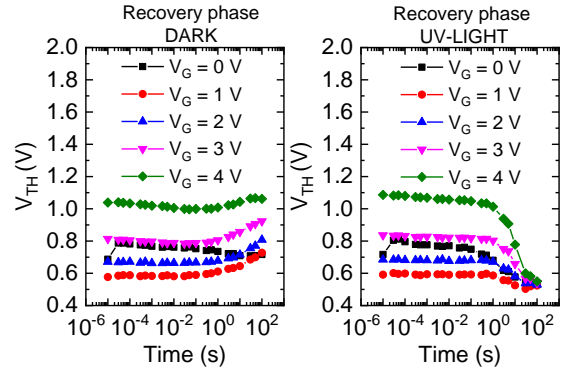 Recovery phase
DARK
2.0
1.8
1.6
1.4
1.2
1.0
0.8
0.6
0.4
V_TH (V)
V_G = 0 V
V_G = 1 V
V_G = 2 V
V_G = 3 V
V_G = 4 V
10^-6 10^-4 10^-2 10^0 10^2
Time (s)
Recovery phase
UV-LIGHT
2.0
1.8
1.6
1.4
1.2
1.0
0.8
0.6
0.4
V_TH (V)
V_G = 0 V
V_G = 1 V
V_G = 2 V
V_G = 3 V
V_G = 4 V
10^-6 10^-4 10^-2 10^0 10^2
Time (s)